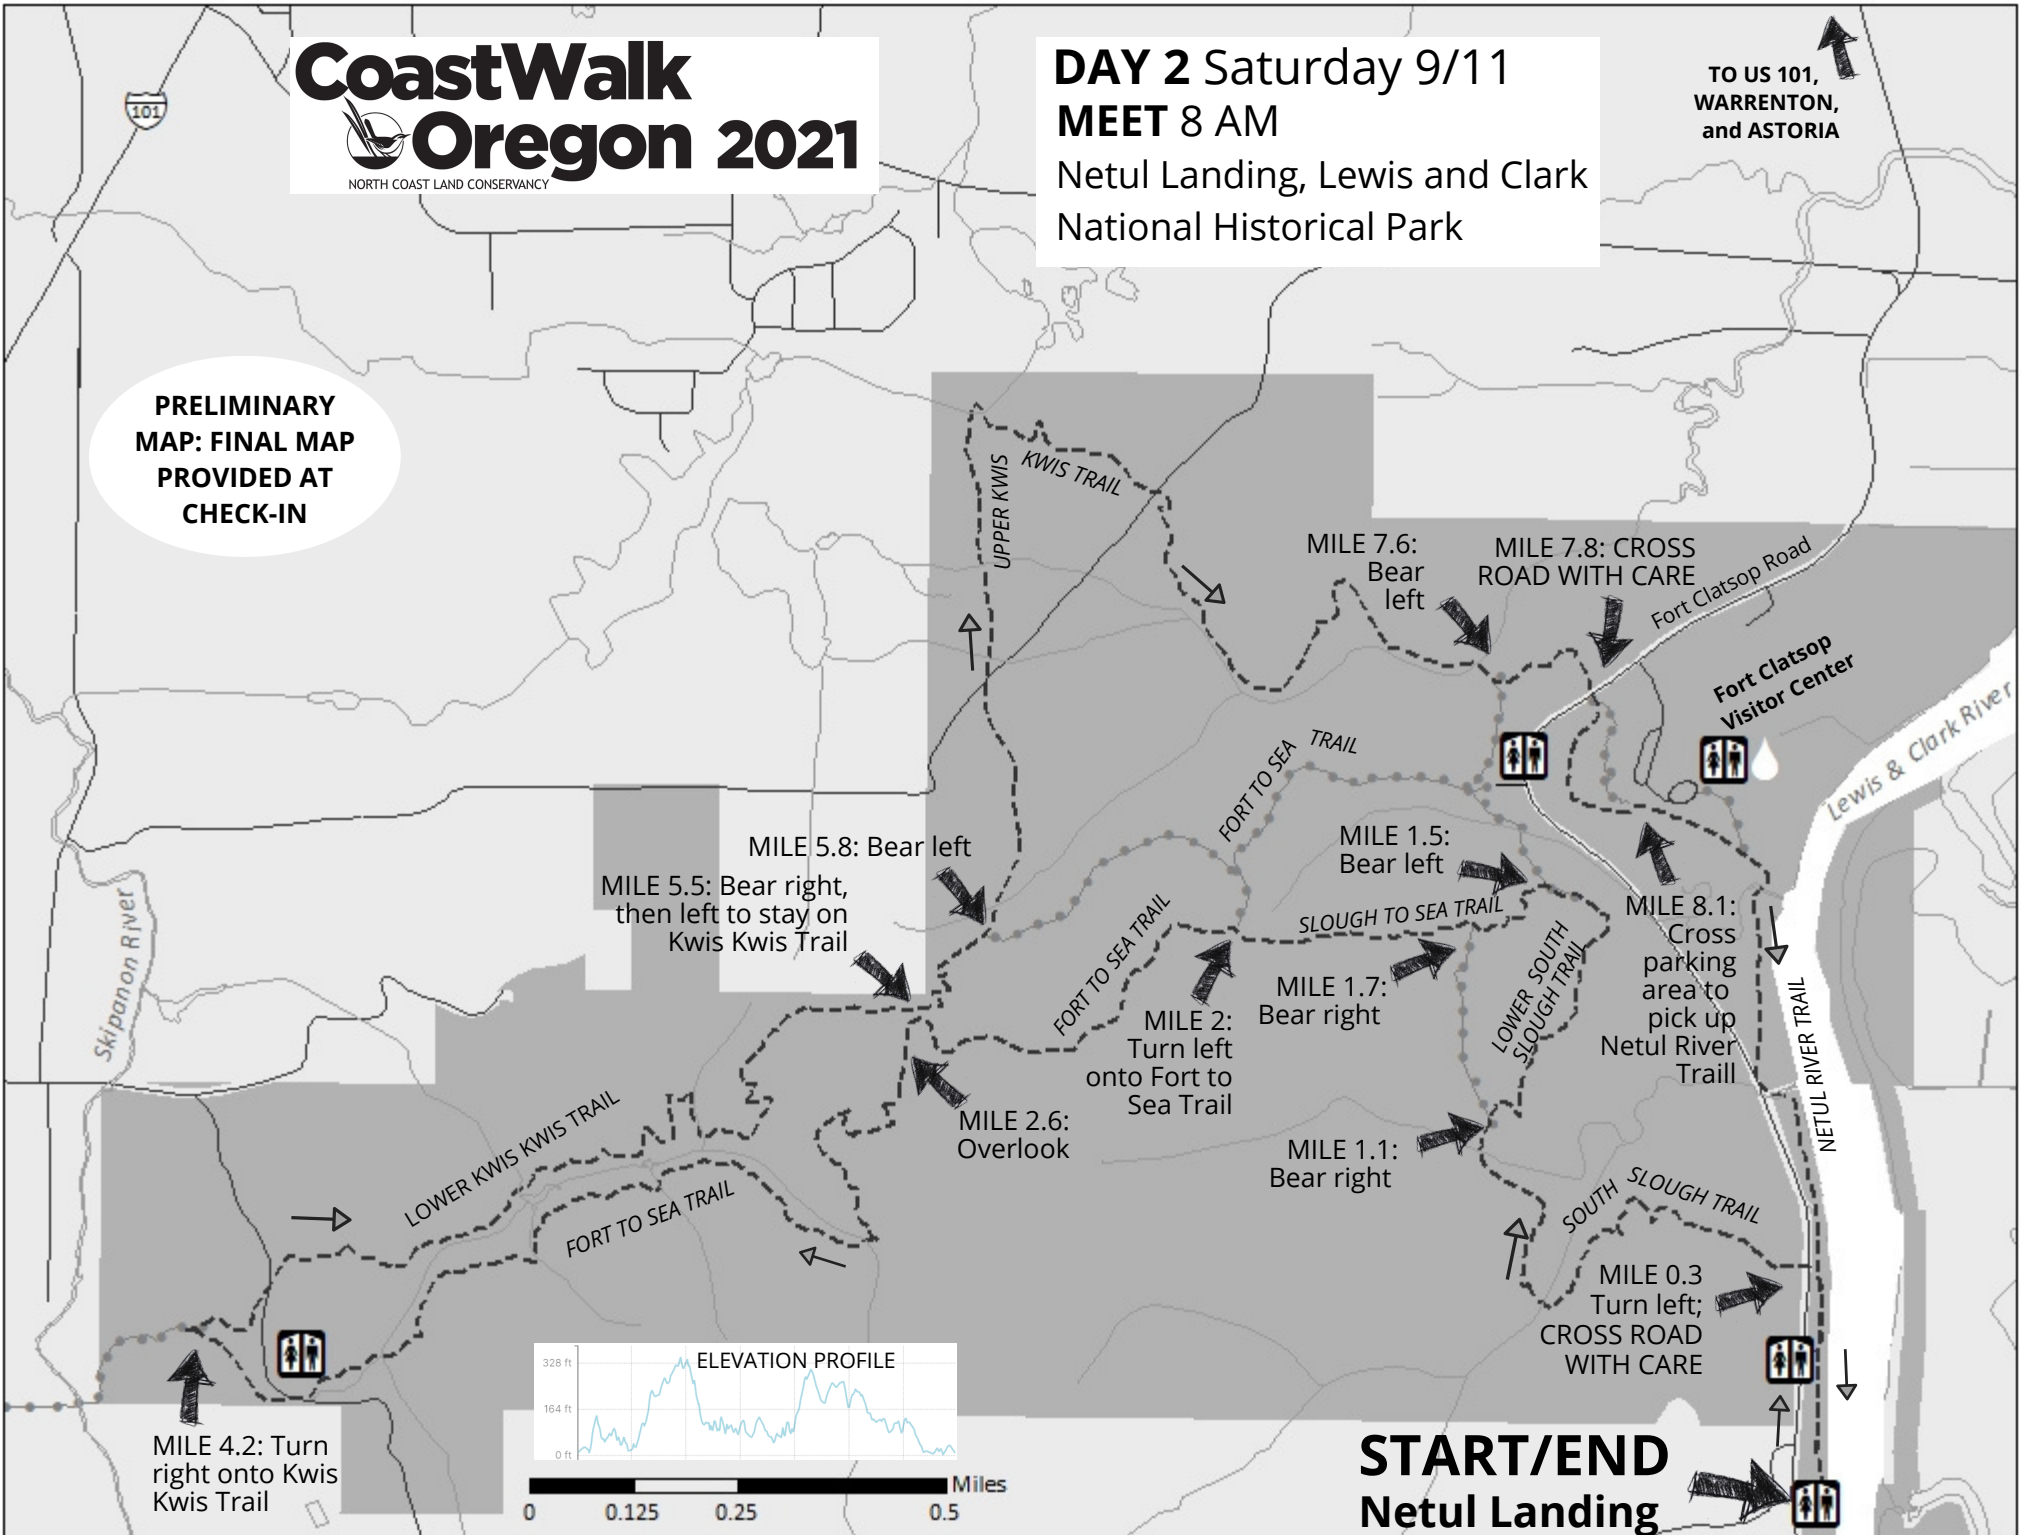 CoastWalk
Oregon 2021
NORTH COAST LAND CONSERVANCY
101
DAY 2 Saturday 9/11
MEET 8 AM
Netul Landing, Lewis and Clark
National Historical Park
TO US 101,
WARRENTON,
and ASTORIA
PRELIMINARY
MAP: FINAL MAP
PROVIDED AT
CHECK-IN
UPPER KWIS
KWIS TRAIL
MILE 7.6:
Bear
left
MILE 7.8: CROSS
ROAD WITH CARE
Fort Clatsop Road
Fort Clatsop
Visitor Center
Lewis & Clark River
FORT TO SEA
TRAIL
MILE 5.8: Bear left
MILE 5.5: Bear right,
then left to stay on
Kwis Kwis Trail
MILE 1.5:
Bear left
SLOUGH TO SEA TRAIL
FORT TO SEA TRAIL
MILE 1.7:
Bear right
LOWER SOUTH
SLOUGH TRAIL
MILE 8.1:
Cross
parking
area to
pick up
Netul River
Traill
NETUL RIVER TRAIL
Skipanon River
MILE 2:
Turn left
onto Fort to
Sea Trail
MILE 2.6:
Overlook
MILE 1.1:
Bear right
LOWER KWIS KWIS TRAIL
FORT TO SEA TRAIL
SOUTH
SLOUGH TRAIL
MILE 0.3
Turn left;
CROSS ROAD
WITH CARE
MILE 4.2: Turn
right onto Kwis
Kwis Trail
ELEVATION PROFILE
328 ft
164 ft
0 ft
Miles
0 0.125 0.25 0.5
START/END
Netul Landing